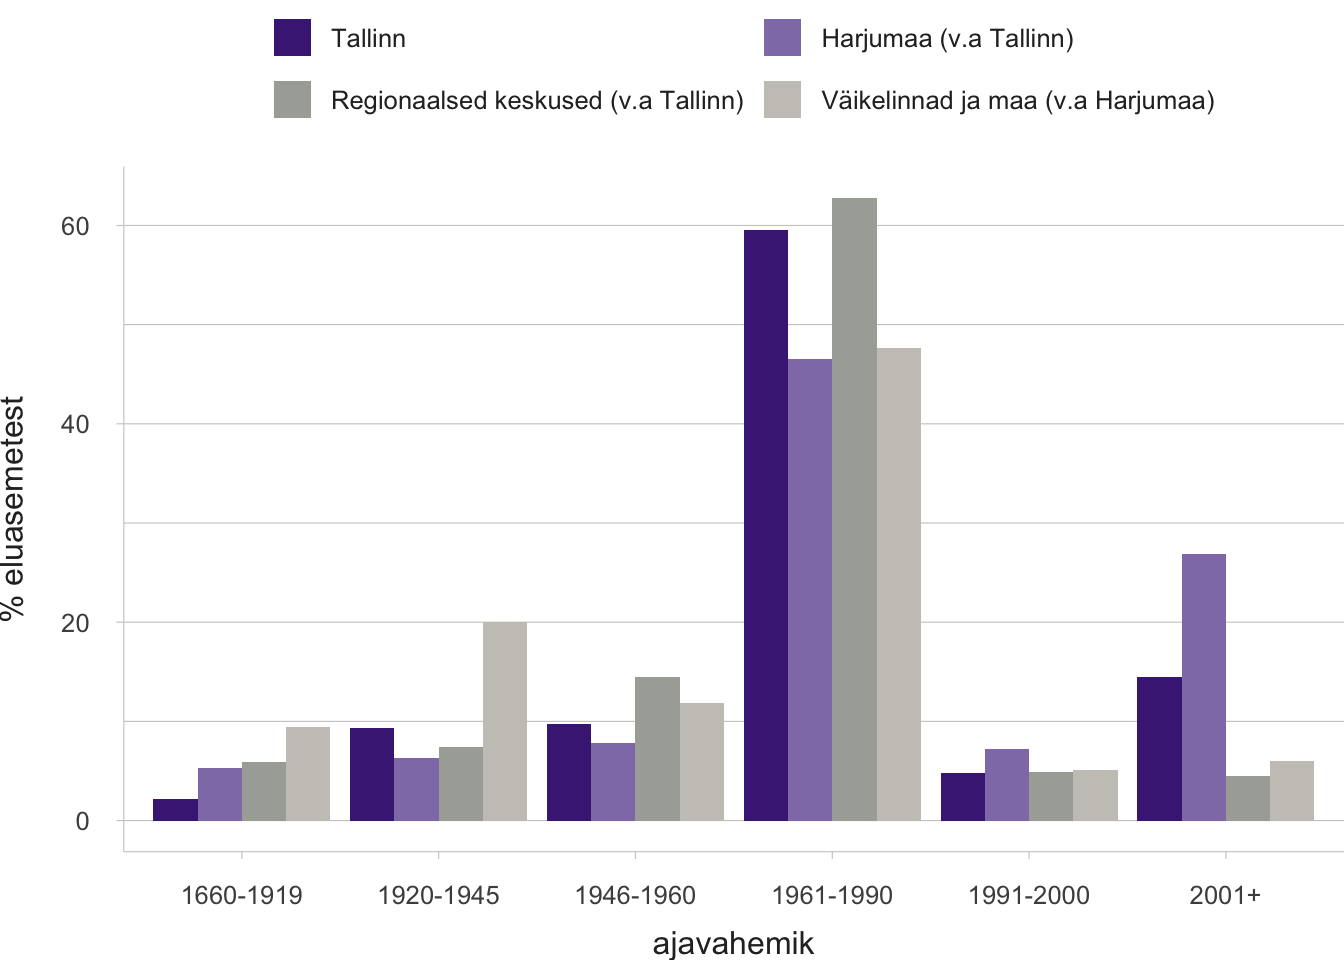 Tallinn
Harjumaa (v.a Tallinn)
Regionaalsed keskused (v.a Tallinn)
Väikelinnad ja maa (v.a Harjumaa)
60
40
20
0
% eluasemetest
1660-1919
1920-1945
1946-1960
1961-1990
1991-2000
2001+
ajavahemik